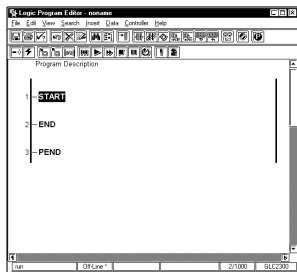 Logic Program Editor - noname
File Edit View Search Insert Data Controller Help
Program Description
1 START
2 END
3 PEND
run Off-Line * 2/1000 GLC2300